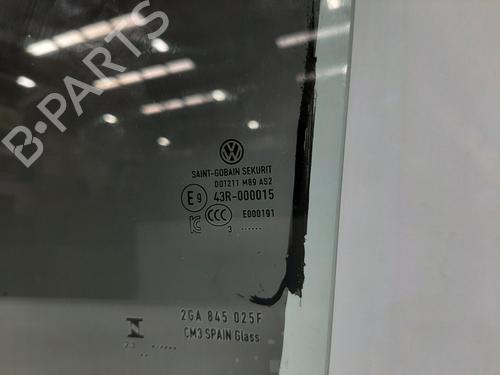 B-PARTS
SAINT-GOBAIN SEKURIT
DOT211 M89 AS2
E9 43R-000015
CCC E000191
3 ......
2GA 845 025F
CM3 SPAIN Glass